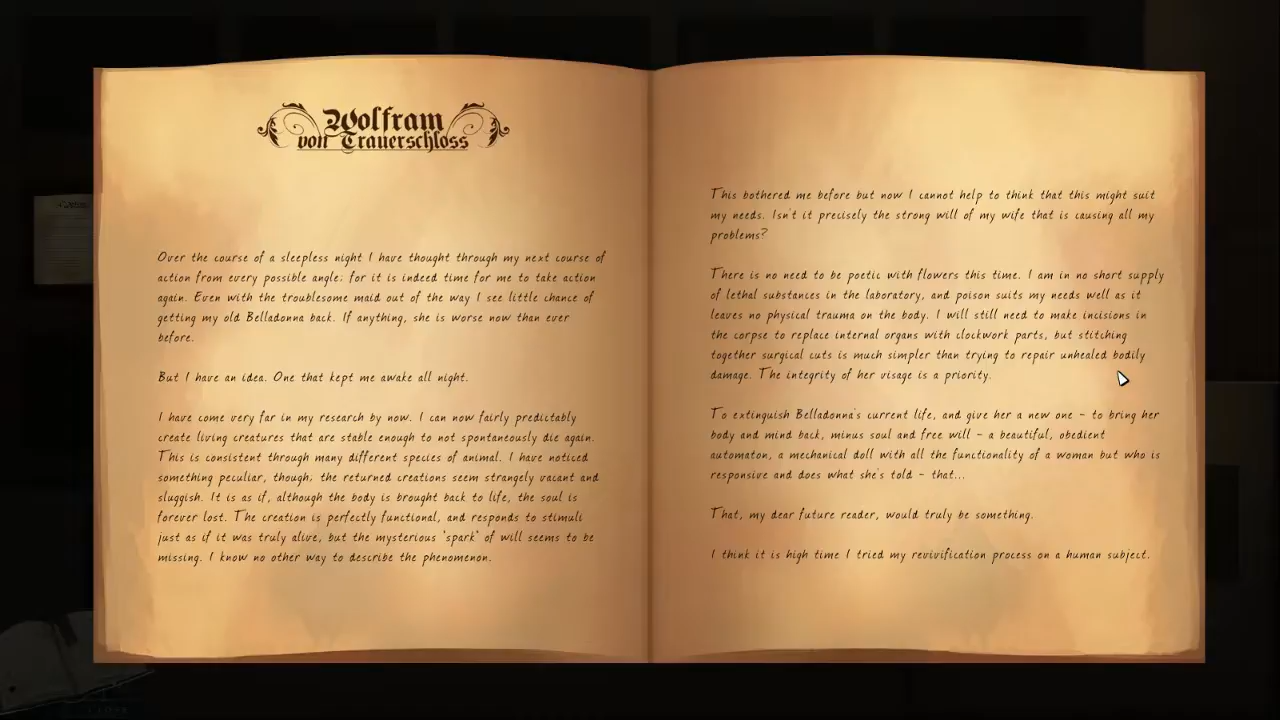 Wolfram
von Trauerschloss
Over the course of a sleepless night I have thought through my next course of
action from every possible angle; for it is indeed time for me to take action
again. Even with the troublesome maid out of the way I see little chance of
getting my old Belladonna back. If anything, she is worse now than ever
before.
But I have an idea. One that kept me awake all night.
I have come very far in my research by now. I can now fairly predictably
create living creatures that are stable enough to not spontaneously die again.
This is consistent through many different species of animal. I have noticed
something peculiar, though; the returned creations seem strangely vacant and
sluggish. It is as if, although the body is brought back to life, the soul is
forever lost. The creation is perfectly functional, and responds to stimuli
just as if it was truly alive, but the mysterious 'spark' of will seems to be
missing. I know no other way to describe the phenomenon.
This bothered me before but now I cannot help to think that this might suit
my needs. Isn't it precisely the strong will of my wife that is causing all my
problems?
There is no need to be poetic with flowers this time. I am in no short supply
of lethal substances in the laboratory, and poison suits my needs well as it
leaves no physical trauma on the body. I will still need to make incisions in
the corpse to replace internal organs with clockwork parts, but stitching
together surgical cuts is much simpler than trying to repair unhealed bodily
damage. The integrity of her visage is a priority.
To extinguish Belladonna's current life, and give her a new one – to bring her
body and mind back, minus soul and free will – a beautiful, obedient
automaton, a mechanical doll with all the functionality of a woman but who is
responsive and does what she's told – that...
That, my dear future reader, would truly be something.
I think it is high time I tried my revivification process on a human subject.